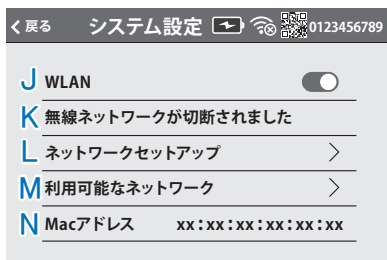 戻る システム設定 0123456789
J WLAN
K 無線ネットワークが切断されました
L ネットワークセットアップ
M 利用可能なネットワーク
N Macアドレス xx:xx:xx:xx:xx:xx